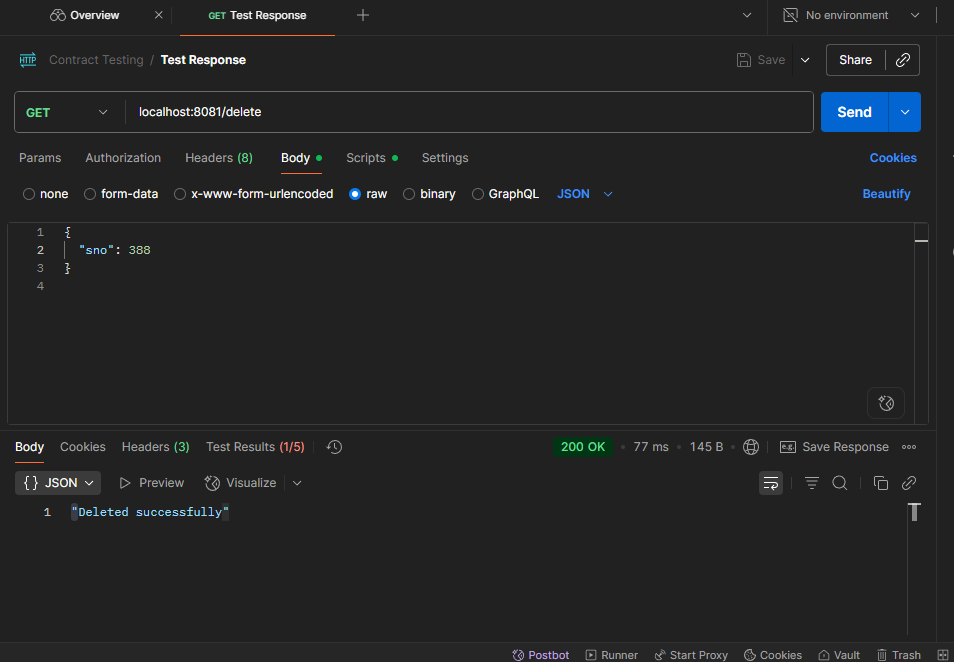 Overview
GET Test Response
No environment
HTTP Contract Testing / Test Response
Save
Share
GET
localhost:8081/delete
Send
Params Authorization Headers (8) Body Scripts Settings
Cookies
none form-data x-www-form-urlencoded raw binary GraphQL JSON
Beautify
1 {
2 "sno": 388
3 }
4
Body Cookies Headers (3) Test Results (1/5)
200 OK • 77 ms • 145 B
e.g. Save Response
{} JSON Preview Visualize
1 "Deleted successfully"
Postbot Runner Start Proxy Cookies Vault Trash